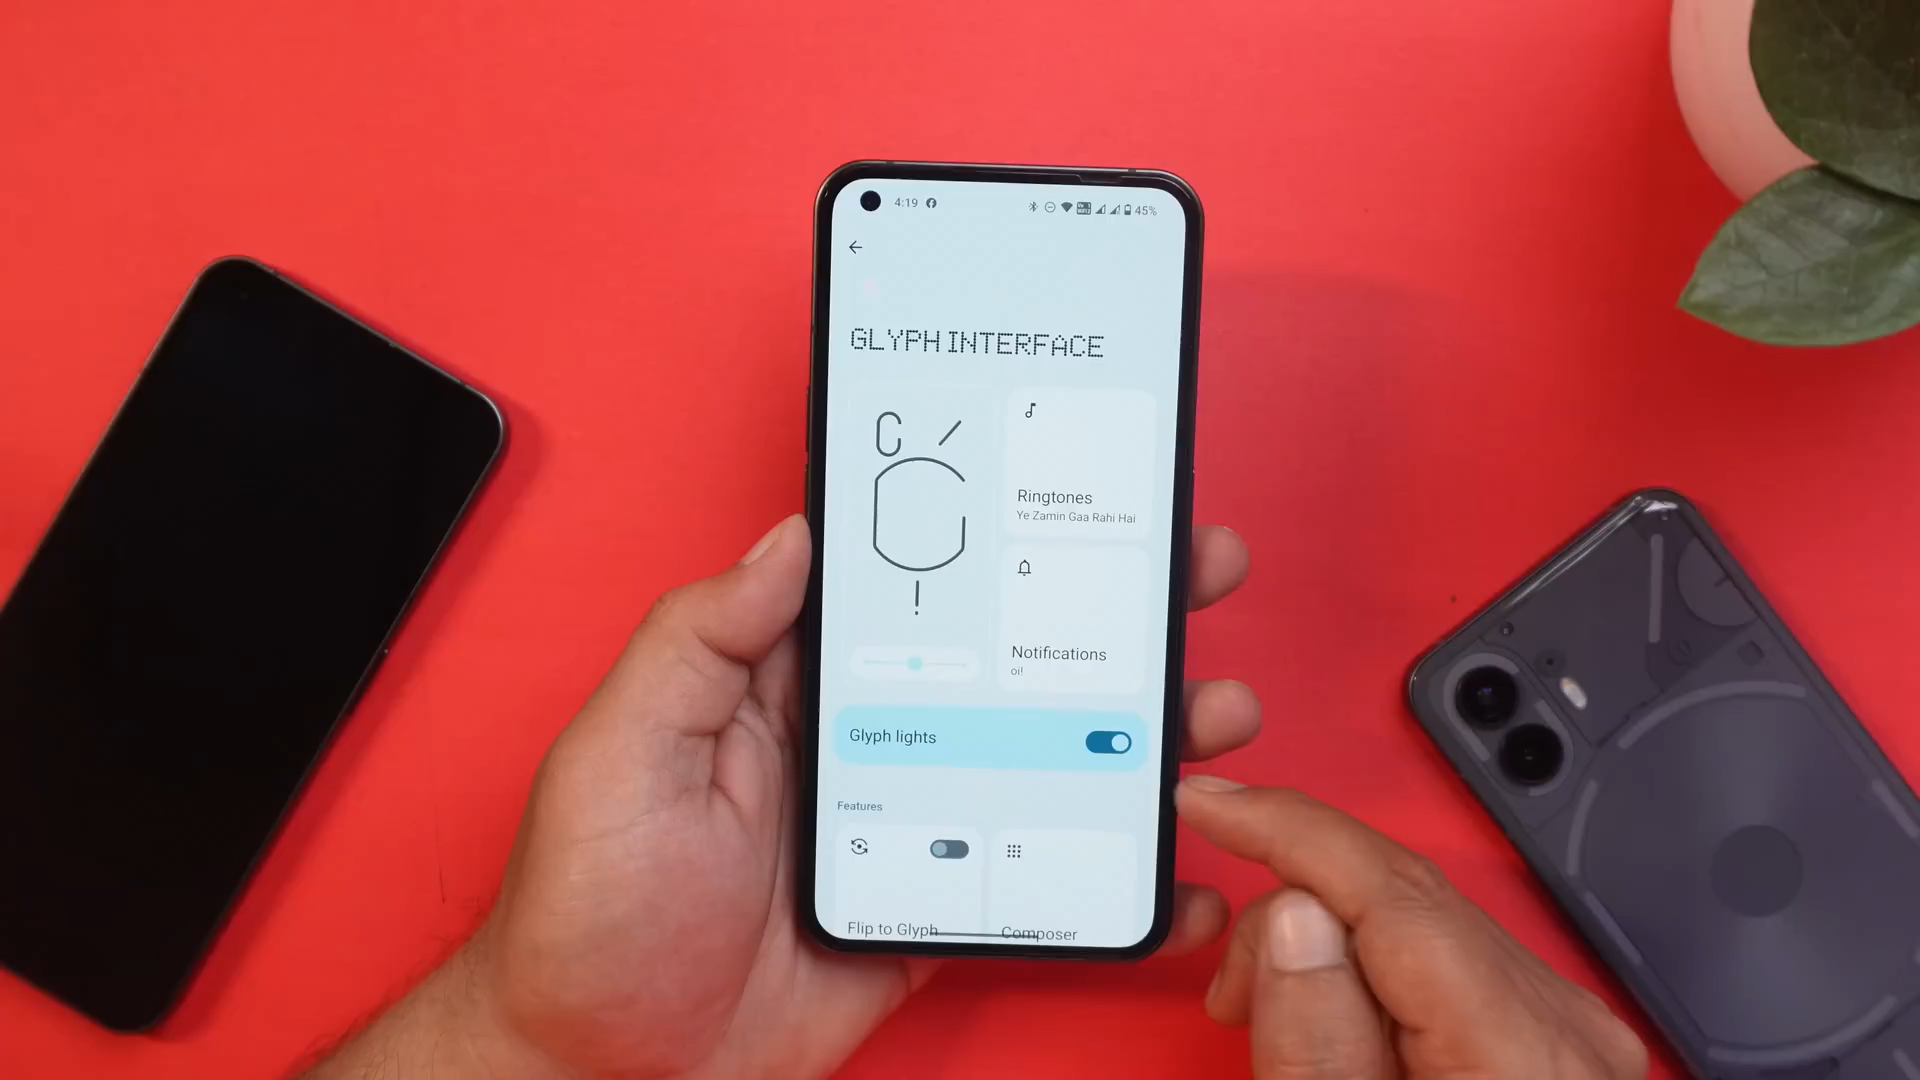 4:19
45%
GLYPH INTERFACE
Ringtones
Ye Zamin Gaa Rahi Hai
Notifications
oi!
Glyph lights
Features
Flip to Glyph
Composer